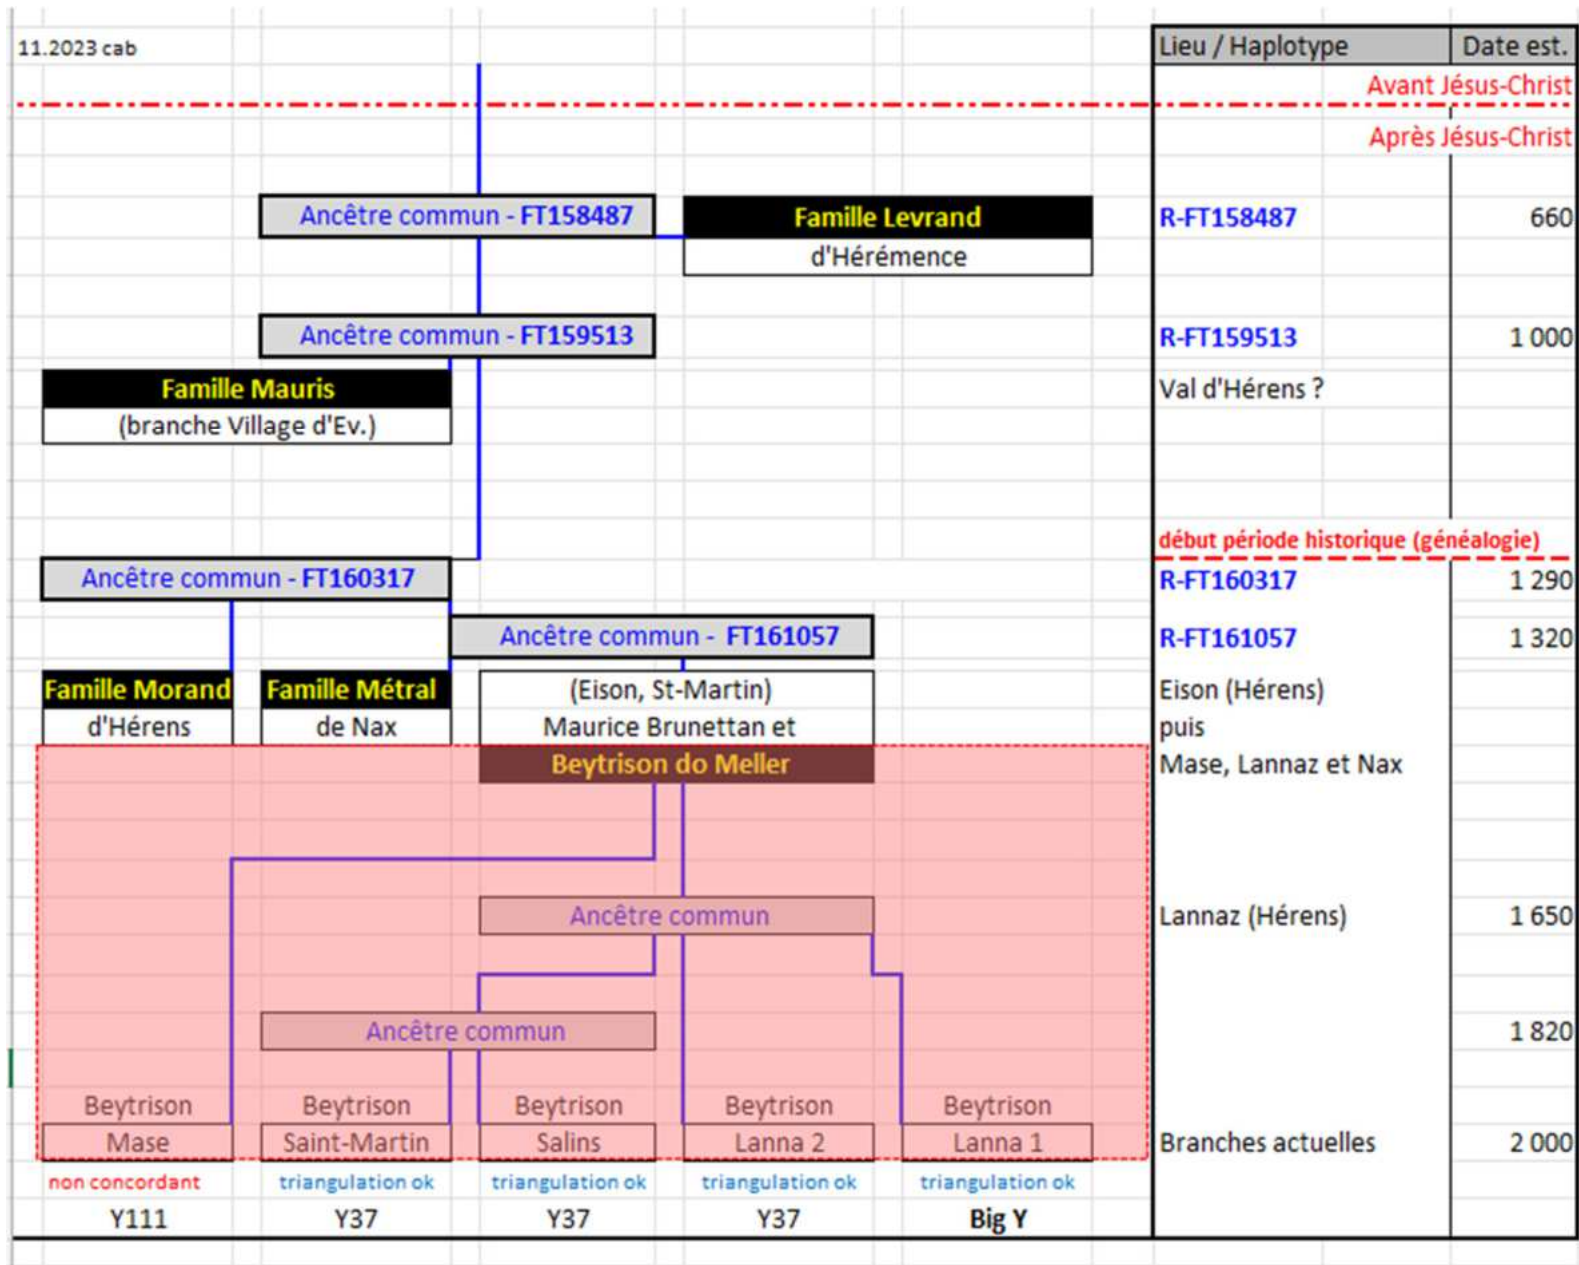 11.2023 cab
Lieu / Haplotype Date est.
Avant Jésus-Christ
Après Jésus-Christ
Ancêtre commun - FT158487 Famille Levrand R-FT158487 660
d'Hérémence
Ancêtre commun - FT159513 R-FT159513 1 000
Famille Mauris Val d'Hérens ?
(branche Village d'Ev.)
début période historique (généalogie)
Ancêtre commun - FT160317 R-FT160317 1 290
Ancêtre commun - FT161057 R-FT161057 1 320
Famille Morand Famille Métral (Eison, St-Martin) Eison (Hérens)
d'Hérens de Nax Maurice Brunettan et puis
Beytrison do Meller Mase, Lannaz et Nax
Ancêtre commun Lannaz (Hérens) 1 650
Ancêtre commun 1 820
Beytrison Beytrison Beytrison Beytrison Beytrison
Mase Saint-Martin Salins Lanna 2 Lanna 1 Branches actuelles 2 000
non concordant triangulation ok triangulation ok triangulation ok triangulation ok
Y111 Y37 Y37 Y37 Big Y